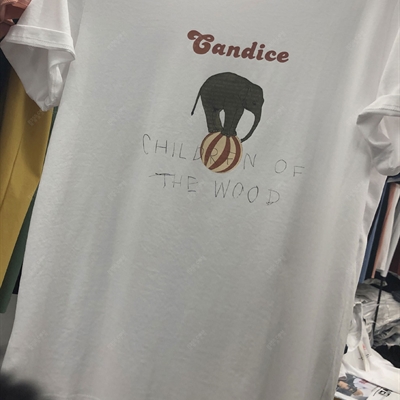 Candice
CHILDREN OF
THE WOOD